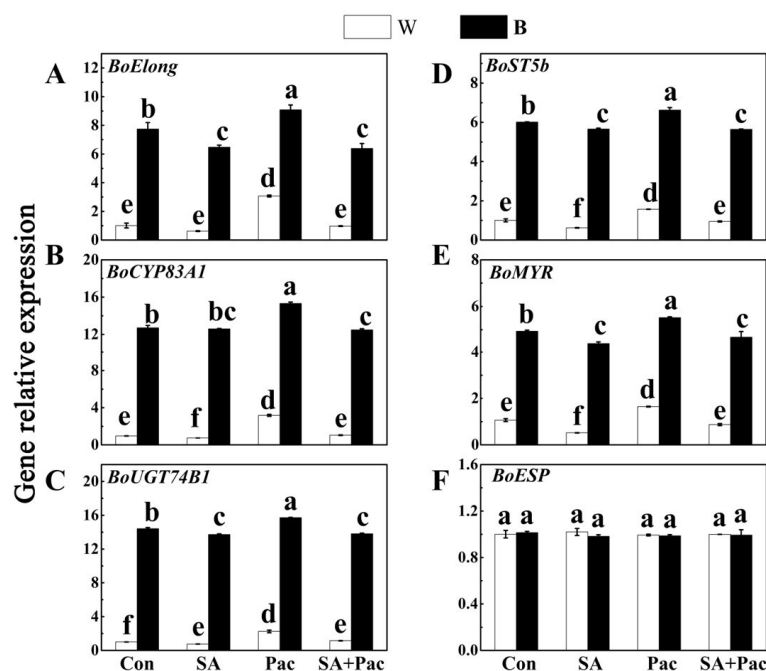 W B
Gene relative expression
A BoElong
12
10
8
6
4
2
0
b c a c
e e d e
B BoCYP83A1
20
16
12
8
4
0
b bc a c
e f d e
C BoUGT74B1
16
12
8
4
0
b c a c
f e d e
Con SA Pac SA+Pac
D BoST5b
8
6
4
2
0
b c a c
e f d e
E BoMYR
8
6
4
2
0
b c a c
e f d e
F BoESP
1.6
1.2
0.8
0.4
0.0
a a a a a a a a
Con SA Pac SA+Pac